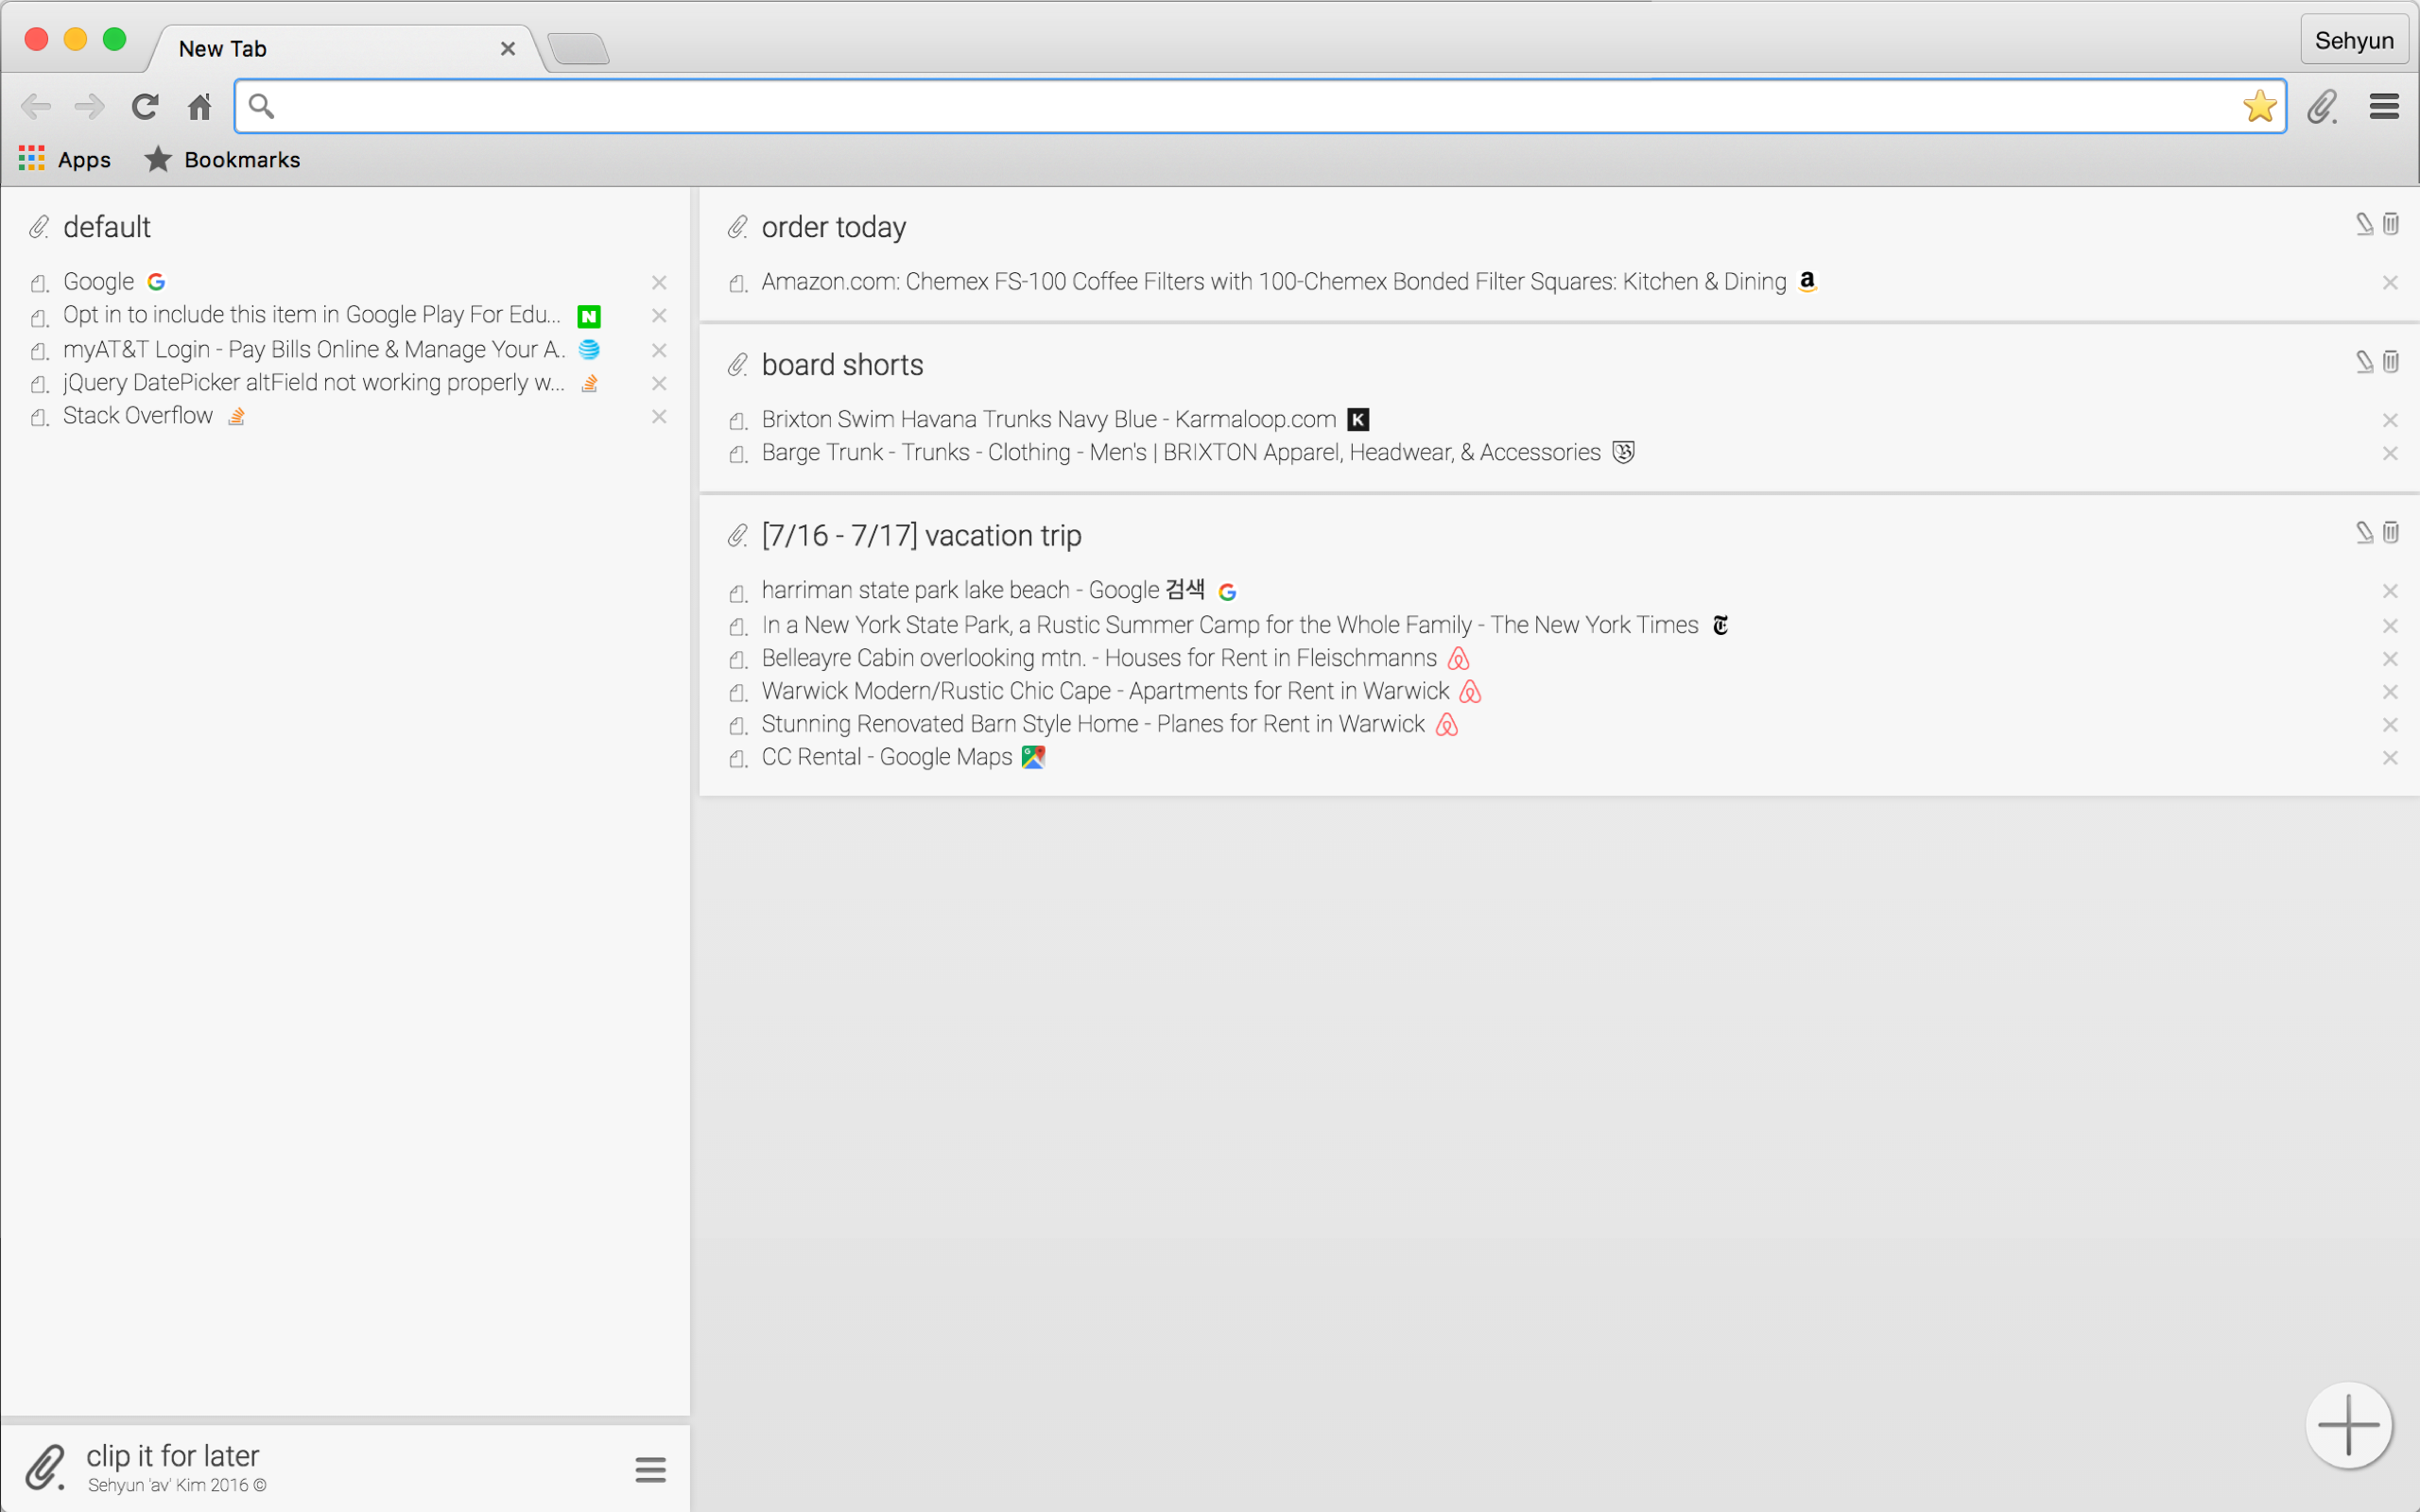 New Tab
Sehyun
Apps
Bookmarks
default
Google
Opt in to include this item in Google Play For Edu...
myAT&T Login - Pay Bills Online & Manage Your A..
jQuery DatePicker altField not working properly w...
Stack Overflow
order today
Amazon.com: Chemex FS-100 Coffee Filters with 100-Chemex Bonded Filter Squares: Kitchen & Dining
board shorts
Brixton Swim Havana Trunks Navy Blue - Karmaloop.com
Barge Trunk - Trunks - Clothing - Men's | BRIXTON Apparel, Headwear, & Accessories
[7/16 - 7/17] vacation trip
harriman state park lake beach - Google 검색
In a New York State Park, a Rustic Summer Camp for the Whole Family - The New York Times
Belleayre Cabin overlooking mtn. - Houses for Rent in Fleischmanns
Warwick Modern/Rustic Chic Cape - Apartments for Rent in Warwick
Stunning Renovated Barn Style Home - Planes for Rent in Warwick
CC Rental - Google Maps
clip it for later
Sehyun 'av' Kim 2016 ©